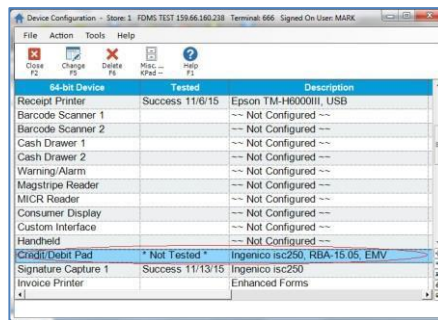 Device Configuration - Store: 1 FDMS TEST 159.66.160.238 Terminal: 666 Signed On User: MARK
File Action Tools Help
Close Change Delete Misc. ... Help
F2 F5 F6 KPad -- F1
64-bit Device Tested Description
Receipt Printer Success 11/6/15 Epson TM-H6000III, USB
Barcode Scanner 1 ~~ Not Configured ~~
Barcode Scanner 2 ~~ Not Configured ~~
Cash Drawer 1 ~~ Not Configured ~~
Cash Drawer 2 ~~ Not Configured ~~
Warning/Alarm ~~ Not Configured ~~
Magstripe Reader ~~ Not Configured ~~
MICR Reader ~~ Not Configured ~~
Consumer Display ~~ Not Configured ~~
Custom Interface ~~ Not Configured ~~
Handheld ~~ Not Configured ~~
Credit/Debit Pad * Not Tested * Ingenico isc250, RBA-15.05, EMV
Signature Capture 1 Success 11/13/15 Ingenico isc250
Invoice Printer Enhanced Forms